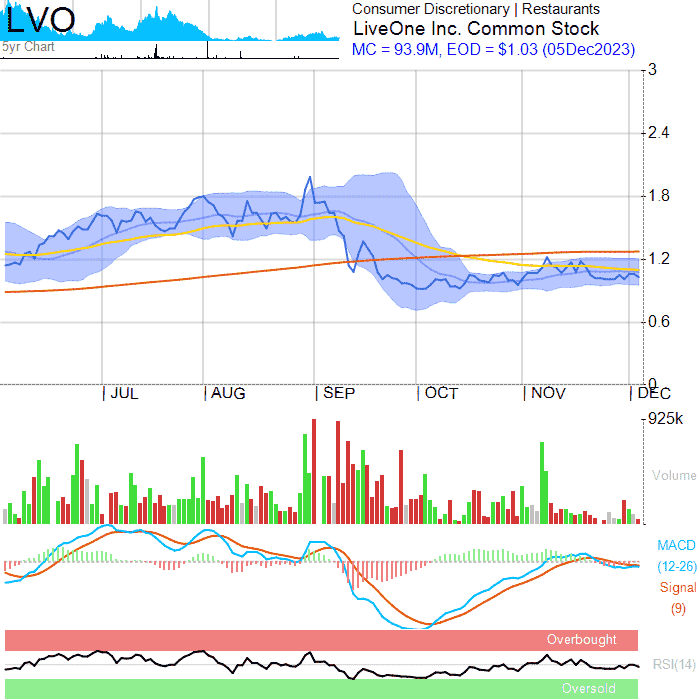 LVO
5yr Chart
Consumer Discretionary | Restaurants
LiveOne Inc. Common Stock
MC = 93.9M, EOD = $1.03 (05Dec2023)
3
2.4
1.8
1.2
0.6
0
JUL AUG SEP OCT NOV DEC
925k
Volume
MACD
(12-26)
Signal
(9)
Overbought
RSI(14)
Oversold